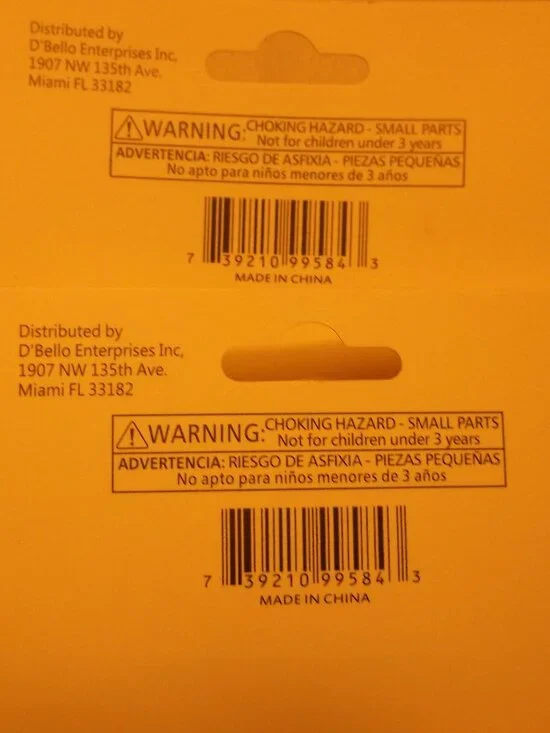 Distributed by
D'Bello Enterprises Inc,
1907 NW 135th Ave.
Miami FL 33182
WARNING: CHOKING HAZARD - SMALL PARTS
Not for children under 3 years
ADVERTENCIA: RIESGO DE ASFIXIA - PIEZAS PEQUEÑAS
No apto para niños menores de 3 años
7 39210 99584 3
MADE IN CHINA
Distributed by
D'Bello Enterprises Inc,
1907 NW 135th Ave.
Miami FL 33182
WARNING: CHOKING HAZARD - SMALL PARTS
Not for children under 3 years
ADVERTENCIA: RIESGO DE ASFIXIA - PIEZAS PEQUEÑAS
No apto para niños menores de 3 años
7 39210 99584 3
MADE IN CHINA